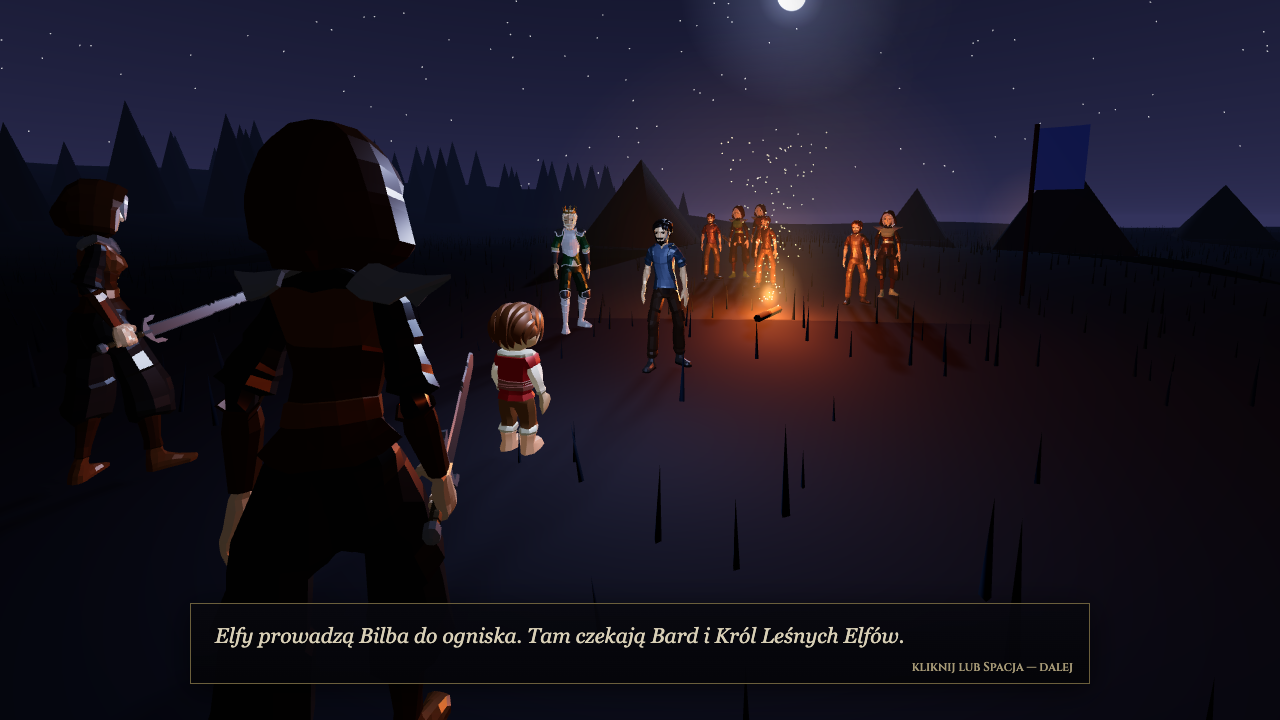 Elfy prowadzą Bilba do ogniska. Tam czekają Bard i Król Leśnych Elfów.
KLIKNIJ LUB SPACJA — DALEJ